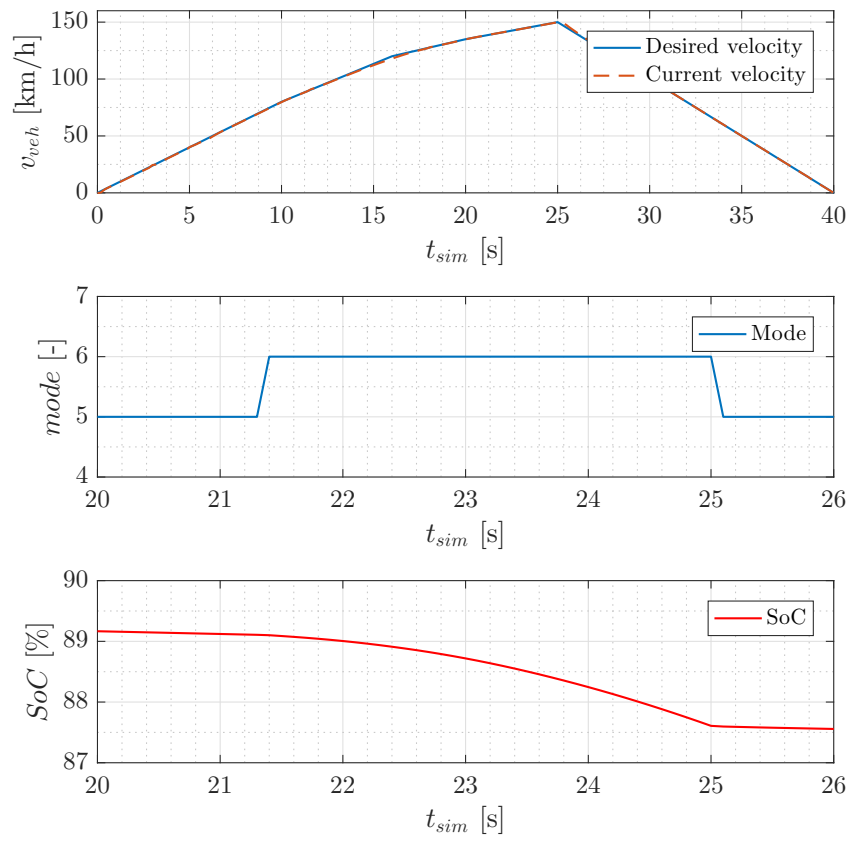 150
100
50
0
v_veh [km/h]
Desired velocity
Current velocity
0 5 10 15 20 25 30 35 40
t_sim [s]
7
6
5
4
mode [-]
Mode
20 21 22 23 24 25 26
t_sim [s]
90
89
88
87
SoC [%]
SoC
20 21 22 23 24 25 26
t_sim [s]